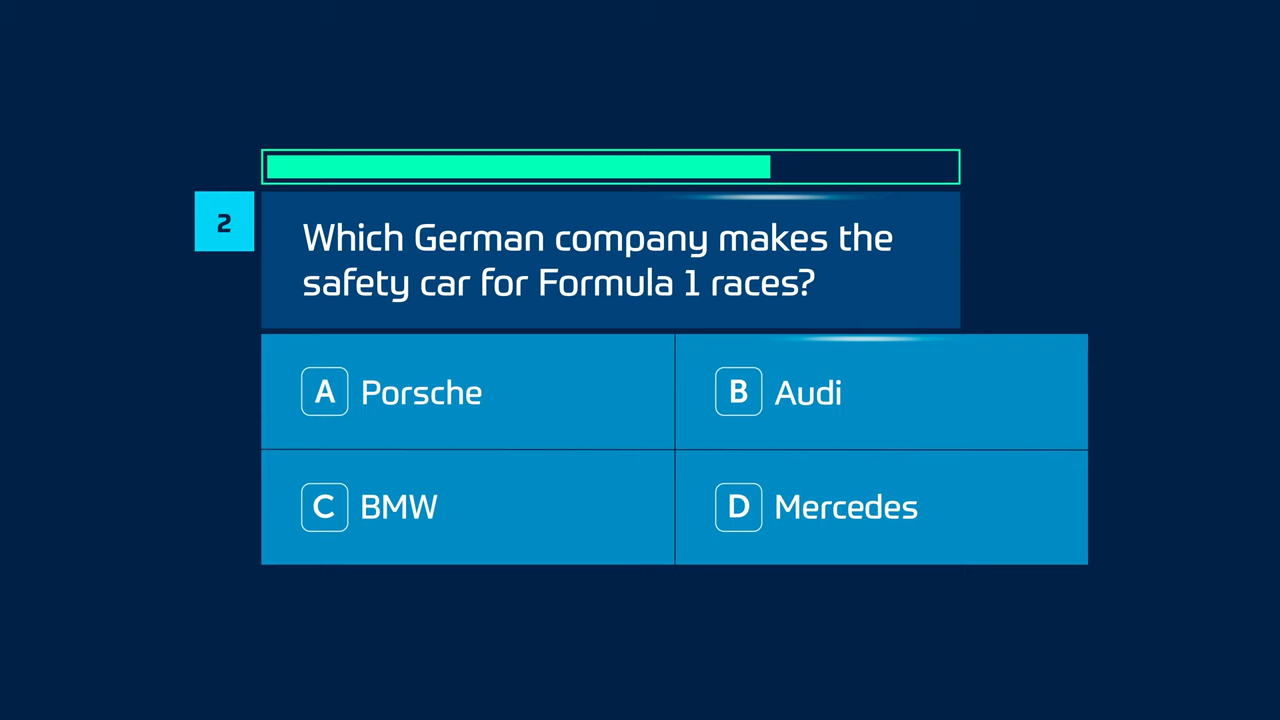 2
Which German company makes the
safety car for Formula 1 races?
A Porsche
B Audi
C BMW
D Mercedes